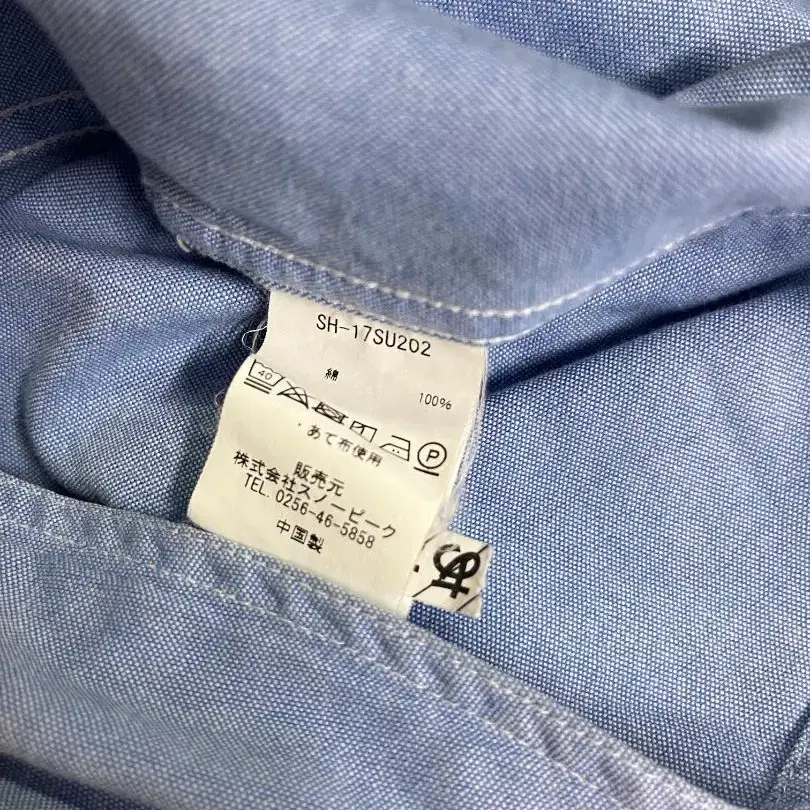 SH-17SU202
綿 100%
40 P
・あて布使用
販売元
株式会社スノーピーク
TEL. 0256-46-5858
中国製